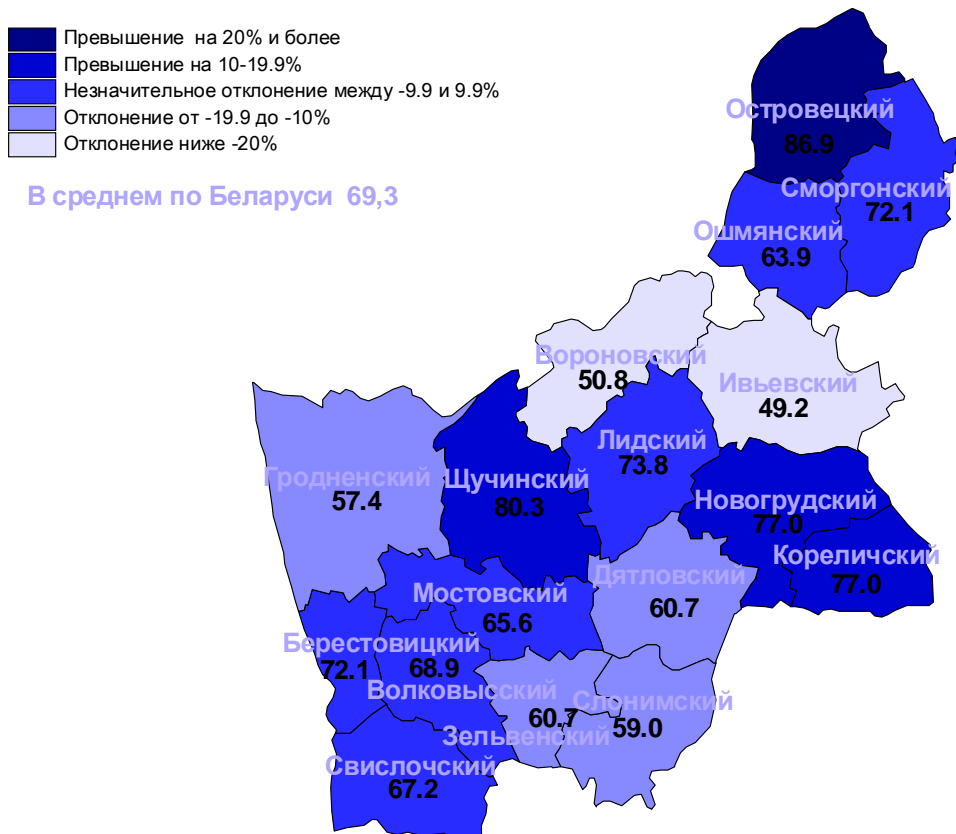 Превышение на 20% и более
Превышение на 10-19.9%
Незначительное отклонение между -9.9 и 9.9%
Отклонение от -19.9 до -10%
Отклонение ниже -20%
В среднем по Беларуси 69,3
Островецкий
86.9
Сморгонский
72.1
Ошмянский
63.9
Вороновский
50.8
Ивьевский
49.2
Лидский
73.8
Гродненский
57.4
Щучинский
80.3
Новогрудский
77.0
Кореличский
77.0
Мостовский
65.6
Дятловский
60.7
Берестовицкий
72.1
68.9
Волковысский
60.7
Зельвенский
Слонимский
59.0
Свислочский
67.2